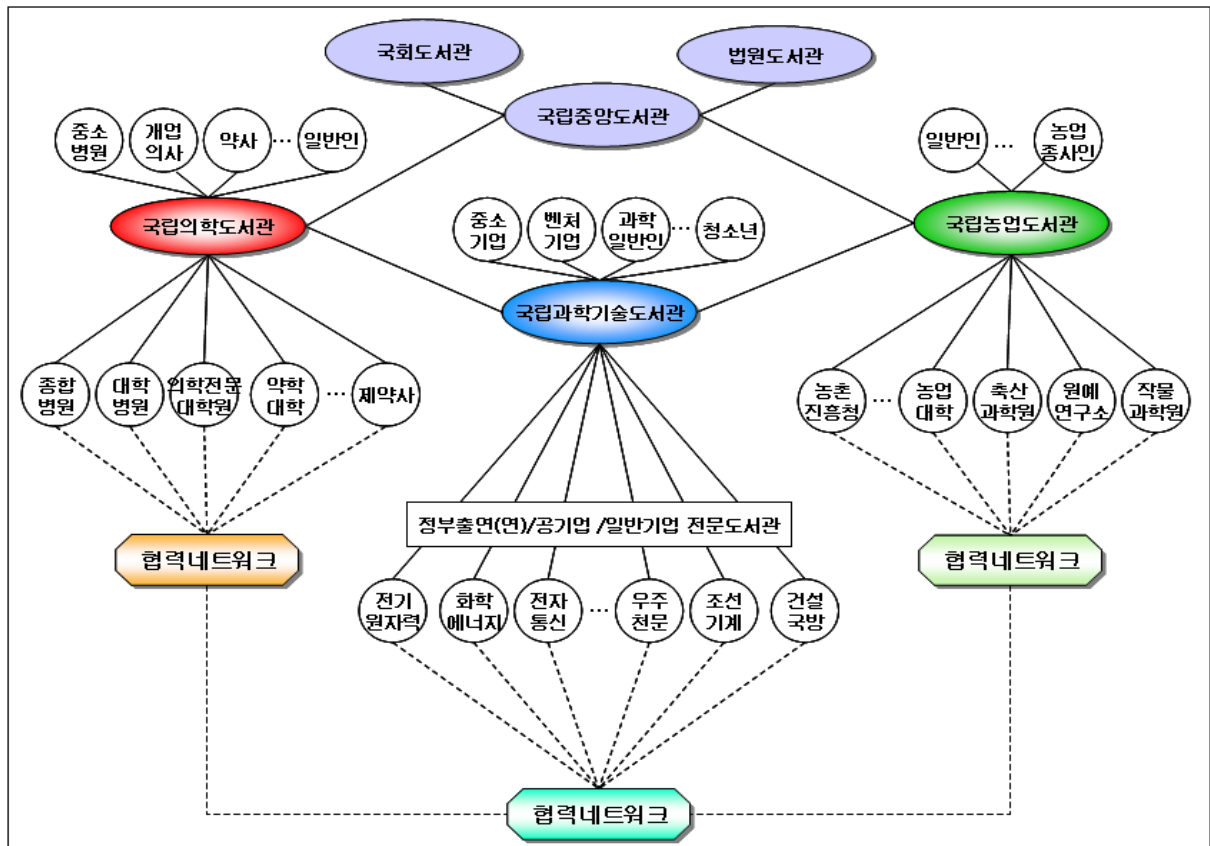 국회도서관
법원도서관
국립중앙도서관
중소
병원
개업
의사
약사
...
일반인
일반인
...
농업
종사인
국립의학도서관
중소
기업
벤처
기업
과학
일반인
...
청소년
국립농업도서관
국립과학기술도서관
종합
병원
대학
병원
의학전문
대학원
약학
대학
...
제약사
농촌
진흥청
...
농업
대학
축산
과학원
원예
연구소
작물
과학원
정부출연(연)/공기업 /일반기업 전문도서관
협력네트워크
협력네트워크
전기
원자력
화학
에너지
전자
통신
...
우주
천문
조선
기계
건설
국방
협력네트워크